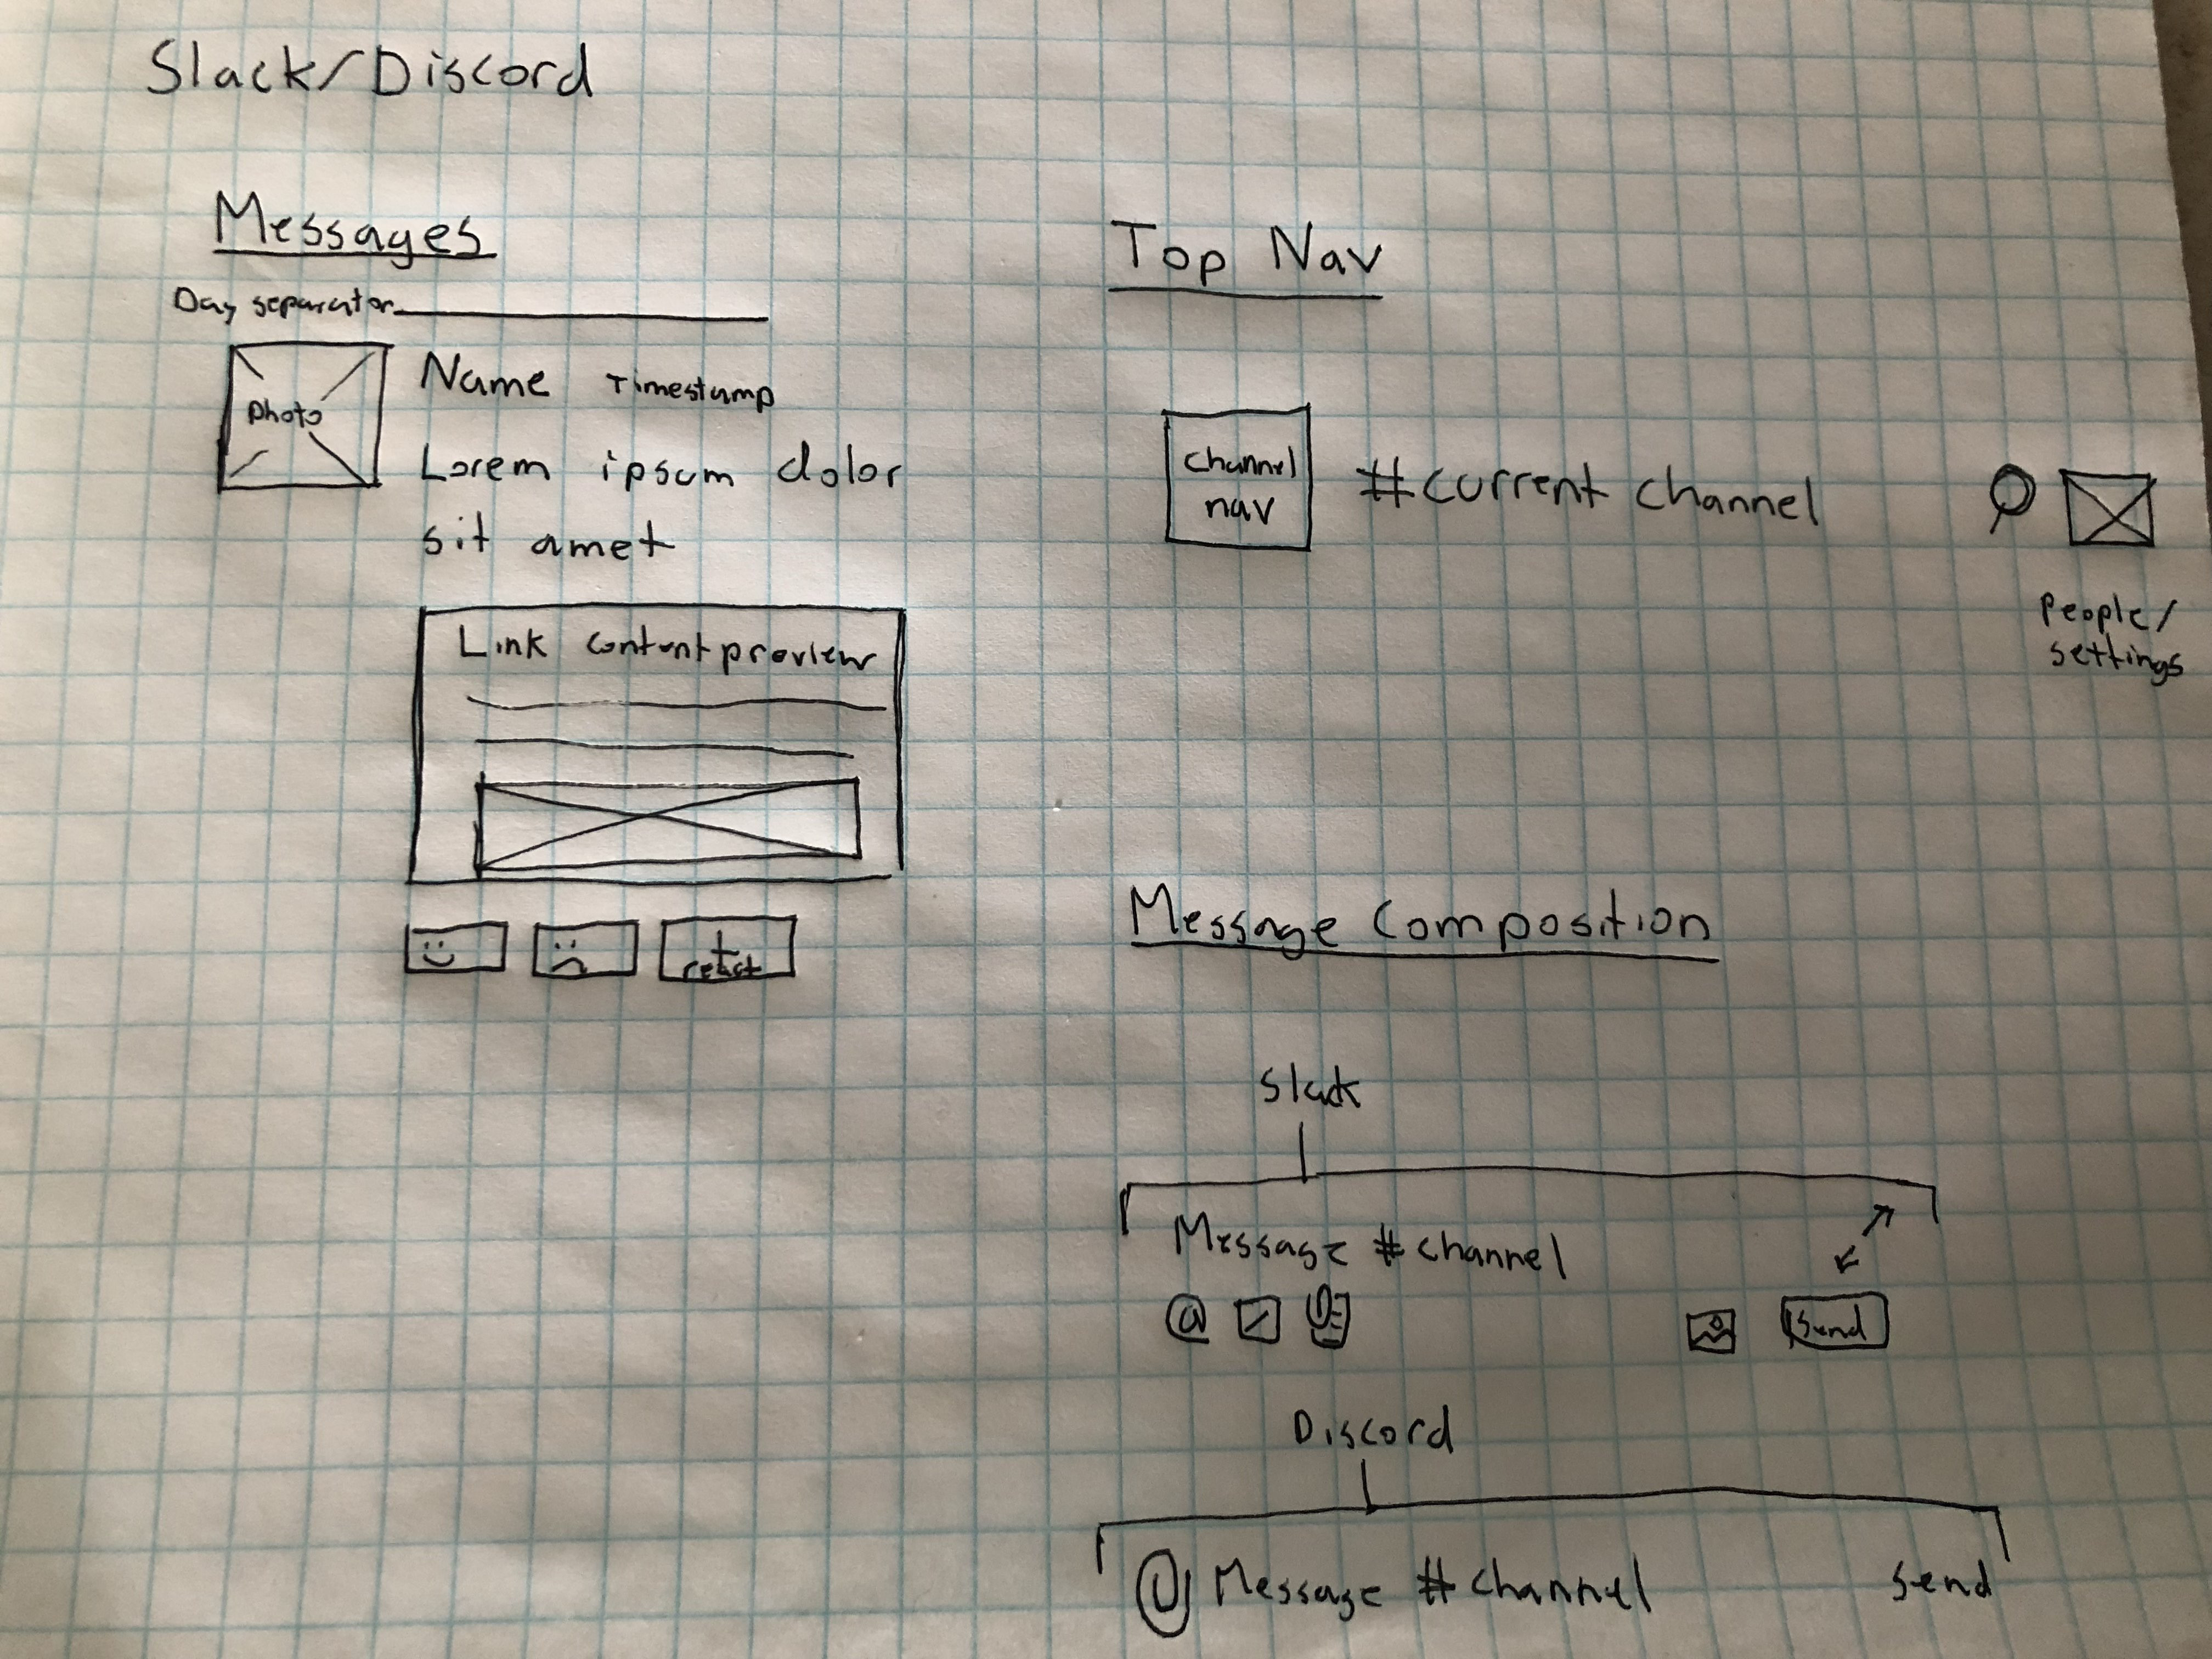 Slack/Discord
Messages
Day separator
photo
Name Timestamp
Lorem ipsum dolor
sit amet
Link content preview
+
react
Top Nav
channel
nav
#current channel
People/
settings
Message Composition
Slack
Message #channel
@
Send
Discord
Message #channel
Send